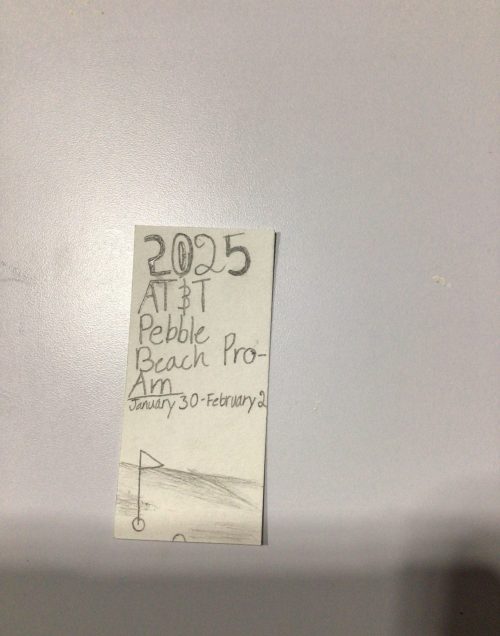 2025
AT&T
Pebble
Beach Pro-
Am
January 30-February 2